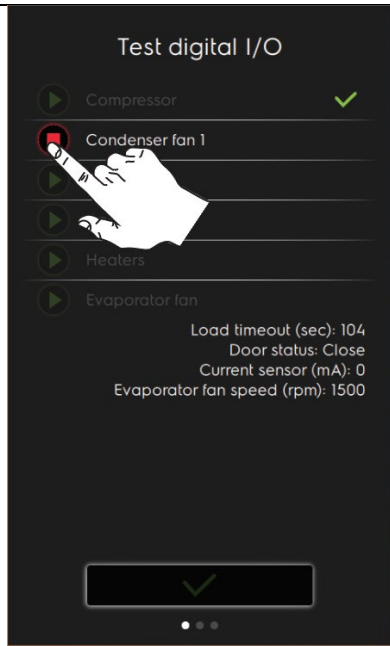 Test digital I/O
Compressor
Condenser fan 1
Heaters
Evaporator fan
Load timeout (sec): 104
Door status: Close
Current sensor (mA): 0
Evaporator fan speed (rpm): 1500